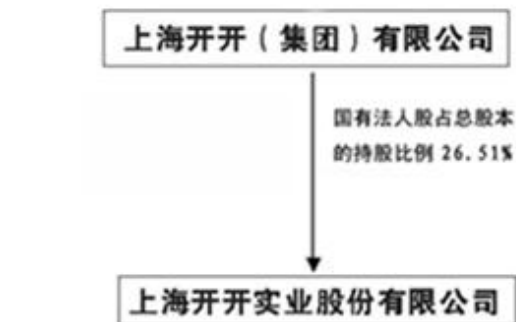 上海开开(集团)有限公司
国有法人股占总股本
的持股比例 26.51%
上海开开实业股份有限公司